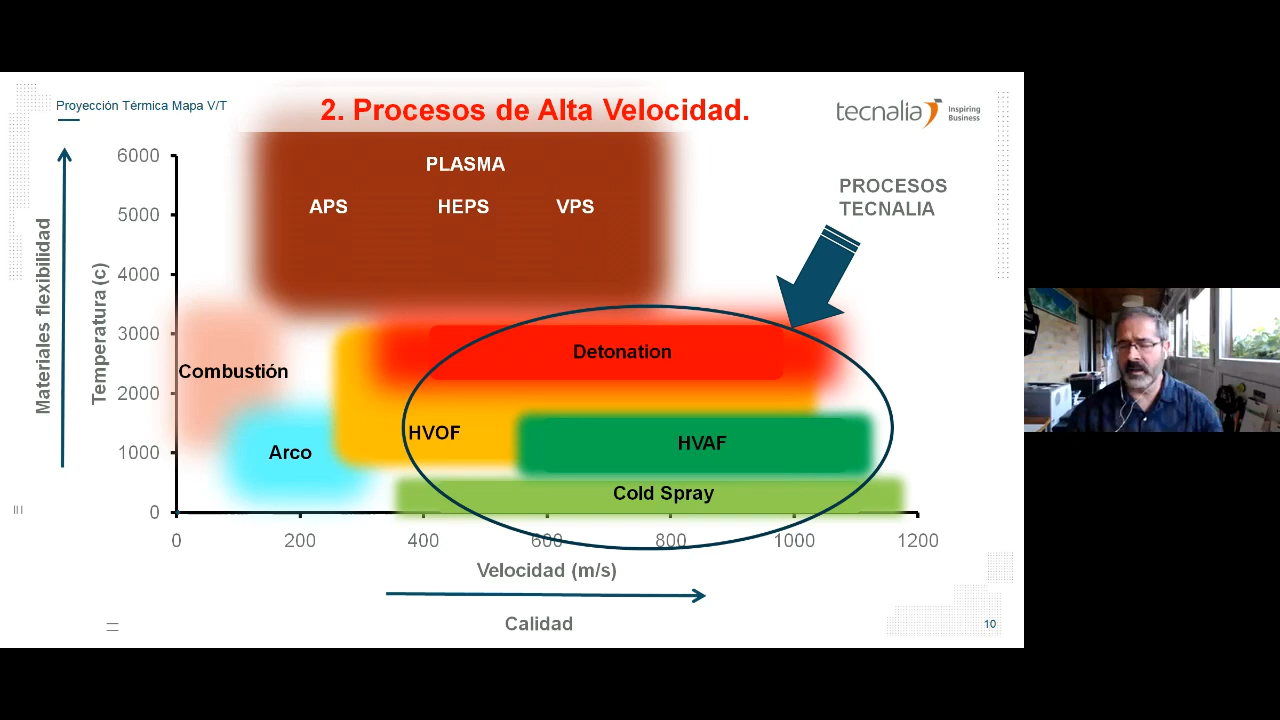 Proyección Térmica Mapa V/T
2. Procesos de Alta Velocidad.
tecnalia
Inspiring
Business
Materiales flexibilidad
Temperatura (c)
6000
5000
4000
3000
2000
1000
0
PLASMA
APS
HEPS
VPS
PROCESOS
TECNALIA
Combustión
Arco
Detonation
HVOF
HVAF
Cold Spray
0
200
400
600
800
1000
1200
Velocidad (m/s)
Calidad
10